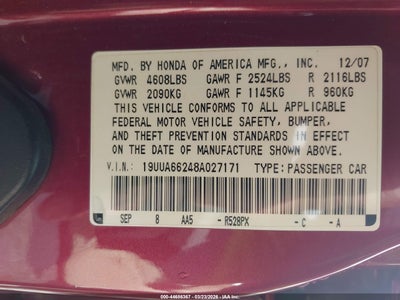 MFD. BY HONDA OF AMERICA MFG., INC. 12/07
GVWR 4608LBS GAWR F 2524LBS R 2116LBS
GVWR 2090KG GAWR F 1145KG R 960KG
THIS VEHICLE CONFORMS TO ALL APPLICABLE
FEDERAL MOTOR VEHICLE SAFETY, BUMPER,
AND THEFT PREVENTION STANDARDS IN EFFECT
ON THE DATE OF MANUFACTURE SHOWN ABOVE.
V.I.N.: 19UUA66248A027171 TYPE: PASSENGER CAR
SEP 8 AA5 - R528PX - C - A
000-44656367 - 03/23/2026 - IAA Inc.